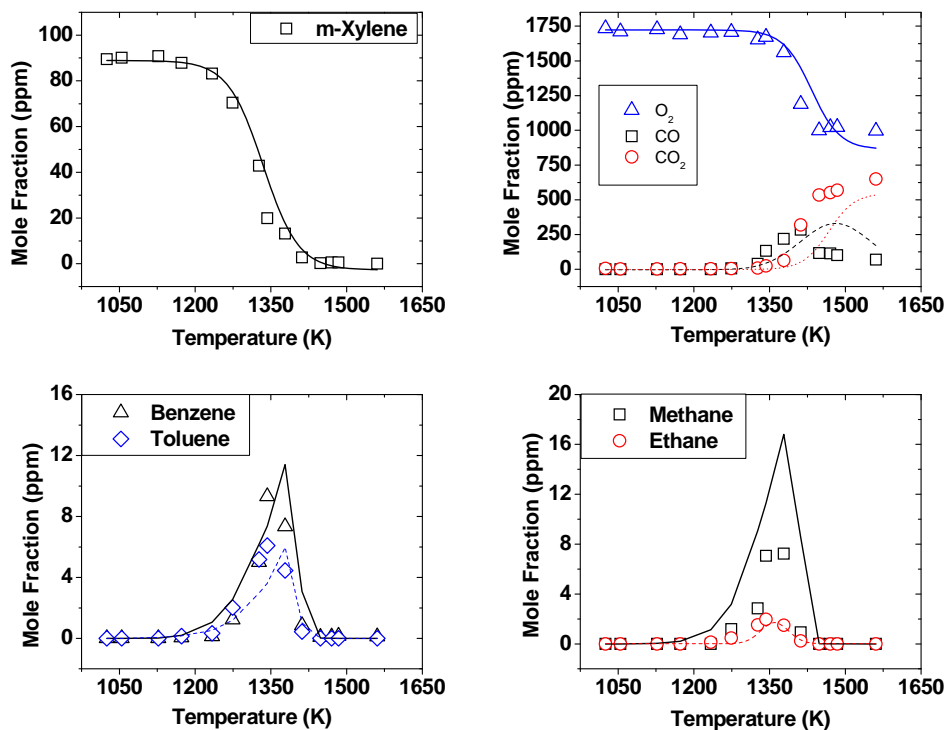 m-Xylene
100
80
60
40
20
0
Mole Fraction (ppm)
1050 1200 1350 1500 1650
Temperature (K)
1750
1500
1250
1000
750
500
250
0
Mole Fraction (ppm)
O₂
CO
CO₂
1050 1200 1350 1500 1650
Temperature (K)
16
12
8
4
0
Mole Fraction (ppm)
Benzene
Toluene
1050 1200 1350 1500 1650
Temperature (K)
20
16
12
8
4
0
Mole Fraction (ppm)
Methane
Ethane
1050 1200 1350 1500 1650
Temperature (K)